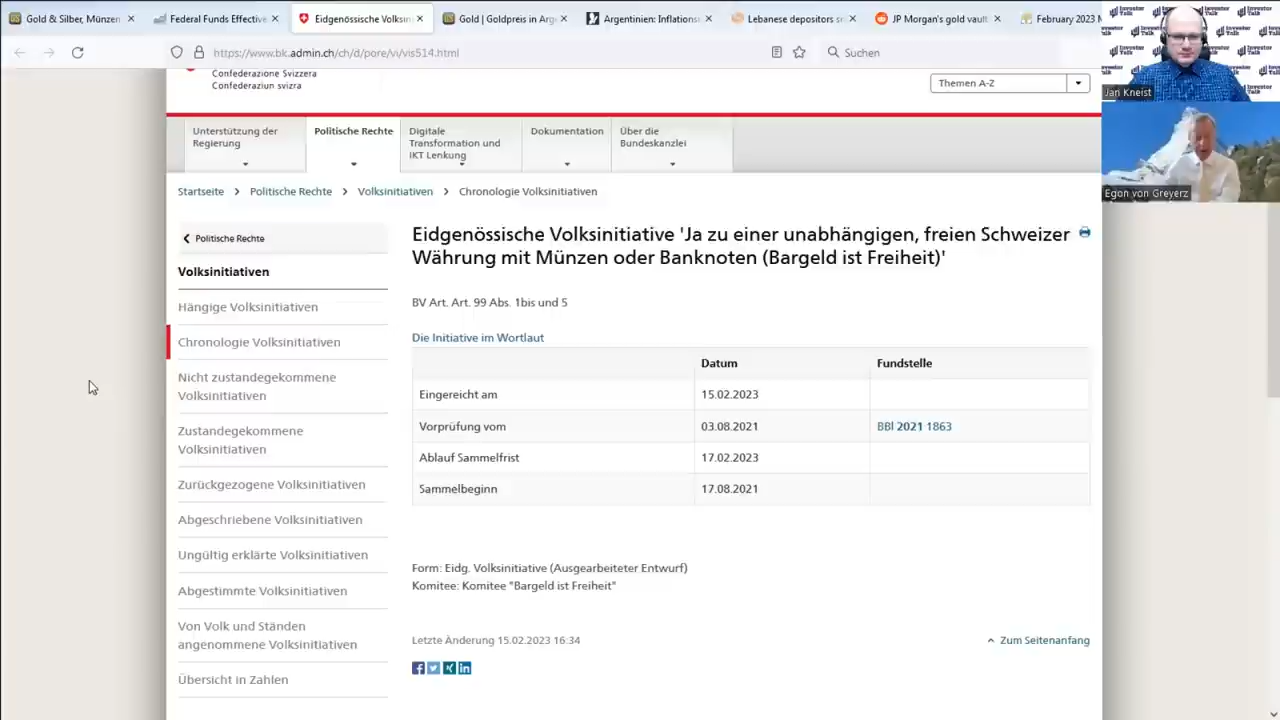 Gold & Silber, Münzen
Federal Funds Effective
Eidgenössische Volksin
Gold | Goldpreis in Arge
Argentinien: Inflations
Lebanese depositors s
JP Morgan's gold vault
February 2023 M
https://www.bk.admin.ch/ch/d/pore/vi/vis514.html
Suchen
Confederazione Svizzera
Confederaziun svizra
Themen A-Z
Unterstützung der
Regierung
Politische Rechte
Digitale
Transformation und
IKT Lenkung
Dokumentation
Über die
Bundeskanzlei
Startseite
Politische Rechte
Volksinitiativen
Chronologie Volksinitiativen
Politische Rechte
Volksinitiativen
Hängige Volksinitiativen
Chronologie Volksinitiativen
Nicht zustandegekommene
Volksinitiativen
Zustandegekommene
Volksinitiativen
Zurückgezogene Volksinitiativen
Abgeschriebene Volksinitiativen
Ungültig erklärte Volksinitiativen
Abgestimmte Volksinitiativen
Von Volk und Ständen
angenommene Volksinitiativen
Übersicht in Zahlen
Eidgenössische Volksinitiative 'Ja zu einer unabhängigen, freien Schweizer
Währung mit Münzen oder Banknoten (Bargeld ist Freiheit)'
BV Art. Art. 99 Abs. 1bis und 5
Die Initiative im Wortlaut
Datum Fundstelle
Eingereicht am 15.02.2023
Vorprüfung vom 03.08.2021 BBl 2021 1863
Ablauf Sammelfrist 17.02.2023
Sammelbeginn 17.08.2021
Form: Eidg. Volksinitiative (Ausgearbeiteter Entwurf)
Komitee: Komitee "Bargeld ist Freiheit"
Letzte Änderung 15.02.2023 16:34
Zum Seitenanfang
Investor
Talk
Jan Kneist
Egon von Greyerz